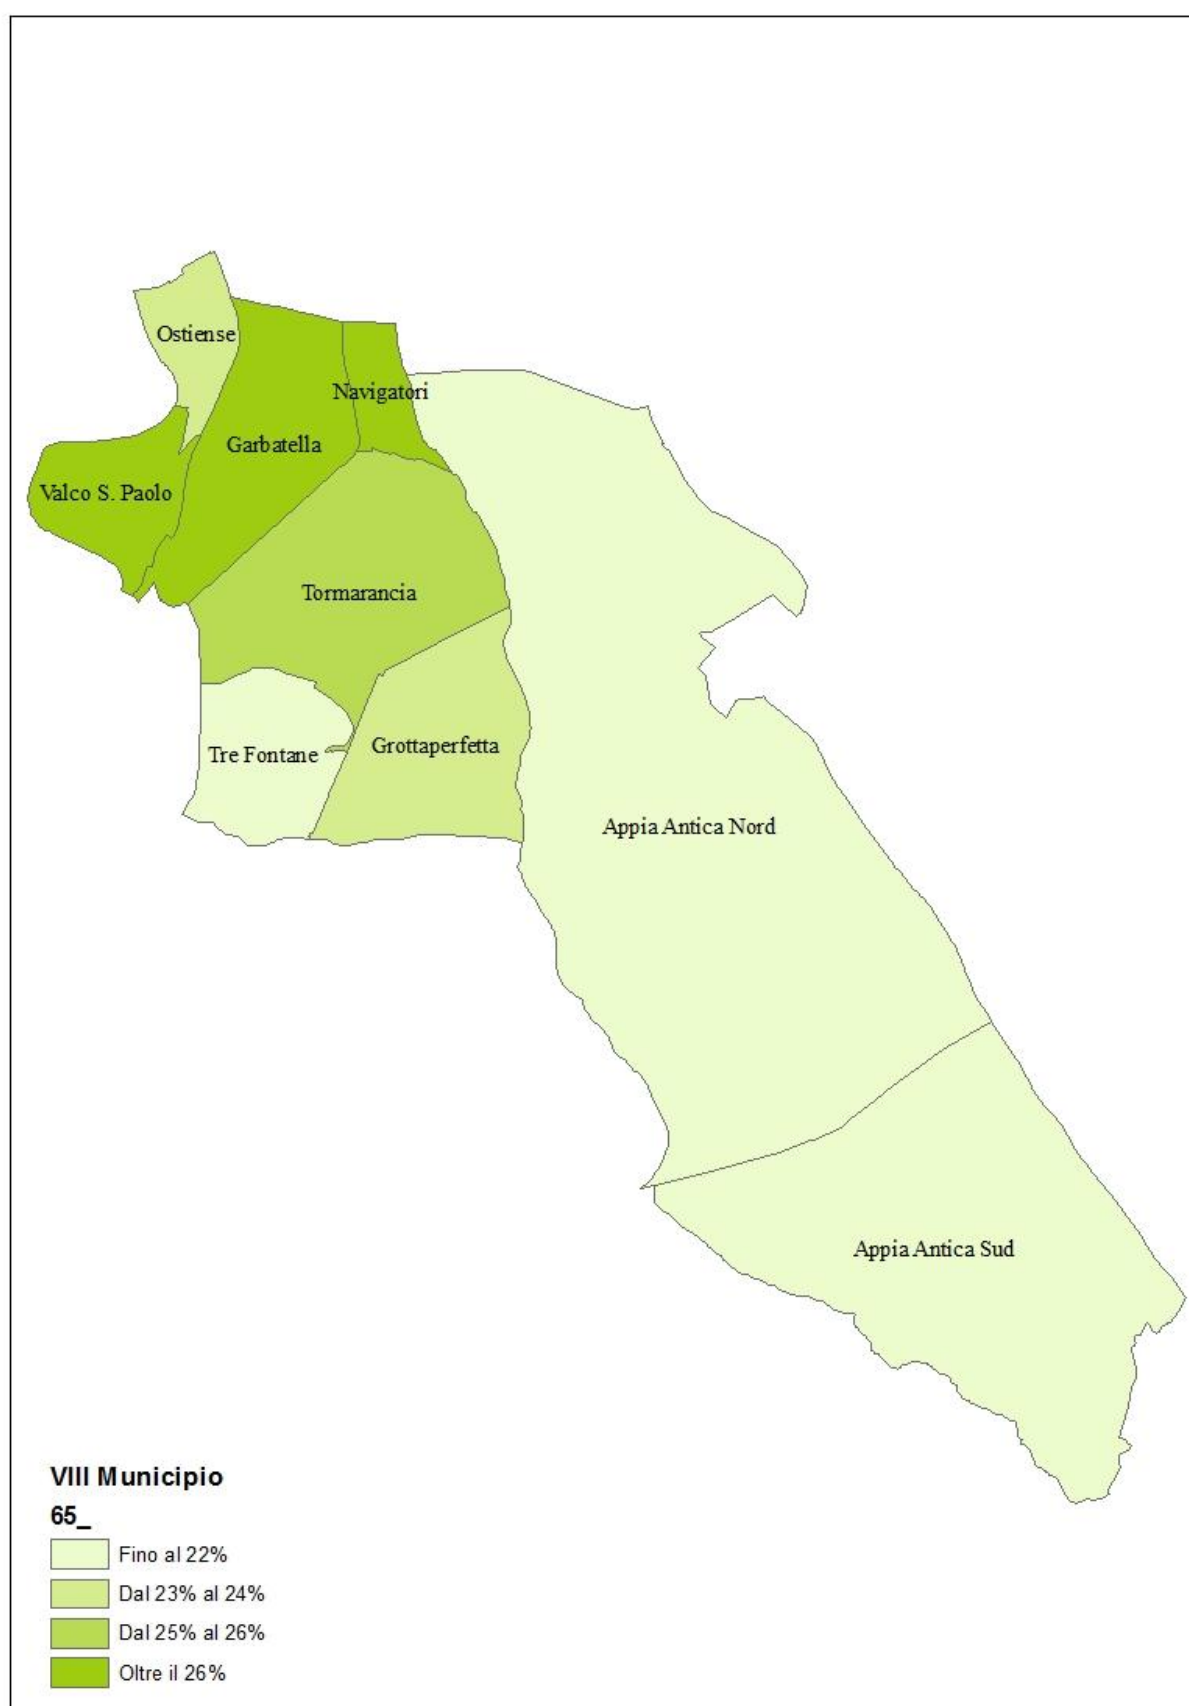 Ostiense
Navigatori
Garbatella
Valco S. Paolo
Tormarancia
Tre Fontane
Grottaperfetta
Appia Antica Nord
Appia Antica Sud
VIII Municipio
65_
Fino al 22%
Dal 23% al 24%
Dal 25% al 26%
Oltre il 26%